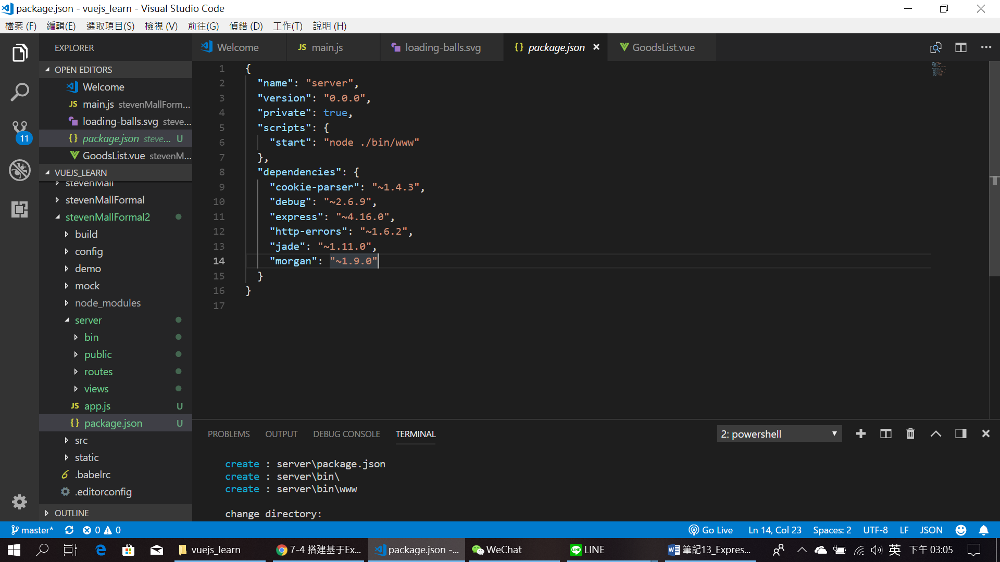 package.json - vuejs_learn - Visual Studio Code
檔案 (F) 編輯(E) 選取項目(S) 檢視 (V) 前往(G) 偵錯 (D) 工作(T) 說明 (H)
EXPLORER
OPEN EDITORS
Welcome
JS main.js stevenMallForm...
loading-balls.svg steve...
{} package.json steve... U
GoodsList.vue stevenM...
11
VUEJS_LEARN
stevenMall
stevenMallFormal
stevenMallFormal2
build
config
demo
mock
node_modules
server
bin
public
routes
views
JS app.js U
{} package.json U
src
static
.babelrc
.editorconfig
OUTLINE
Welcome JS main.js loading-balls.svg {} package.json GoodsList.vue
1 {
2 "name": "server",
3 "version": "0.0.0",
4 "private": true,
5 "scripts": {
6 "start": "node ./bin/www"
7 },
8 "dependencies": {
9 "cookie-parser": "~1.4.3",
10 "debug": "~2.6.9",
11 "express": "~4.16.0",
12 "http-errors": "~1.6.2",
13 "jade": "~1.11.0",
14 "morgan": "~1.9.0"
15 }
16 }
17
PROBLEMS OUTPUT DEBUG CONSOLE TERMINAL 2: powershell
create : server\package.json
create : server\bin\
create : server\bin\www
change directory:
master* 0 0 Go Live Ln 14, Col 23 Spaces: 2 UTF-8 LF JSON
vuejs_learn 7-4 搭建基于Ex... package.json -... WeChat LINE 筆記13_Expres... 英 下午 03:05